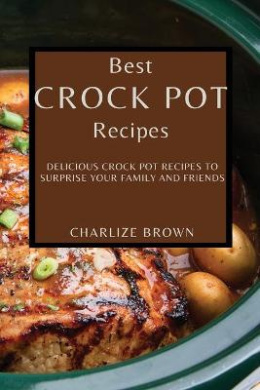 Best
CROCK POT
Recipes
DELICIOUS CROCK POT RECIPES TO
SURPRISE YOUR FAMILY AND FRIENDS
CHARLIZE BROWN